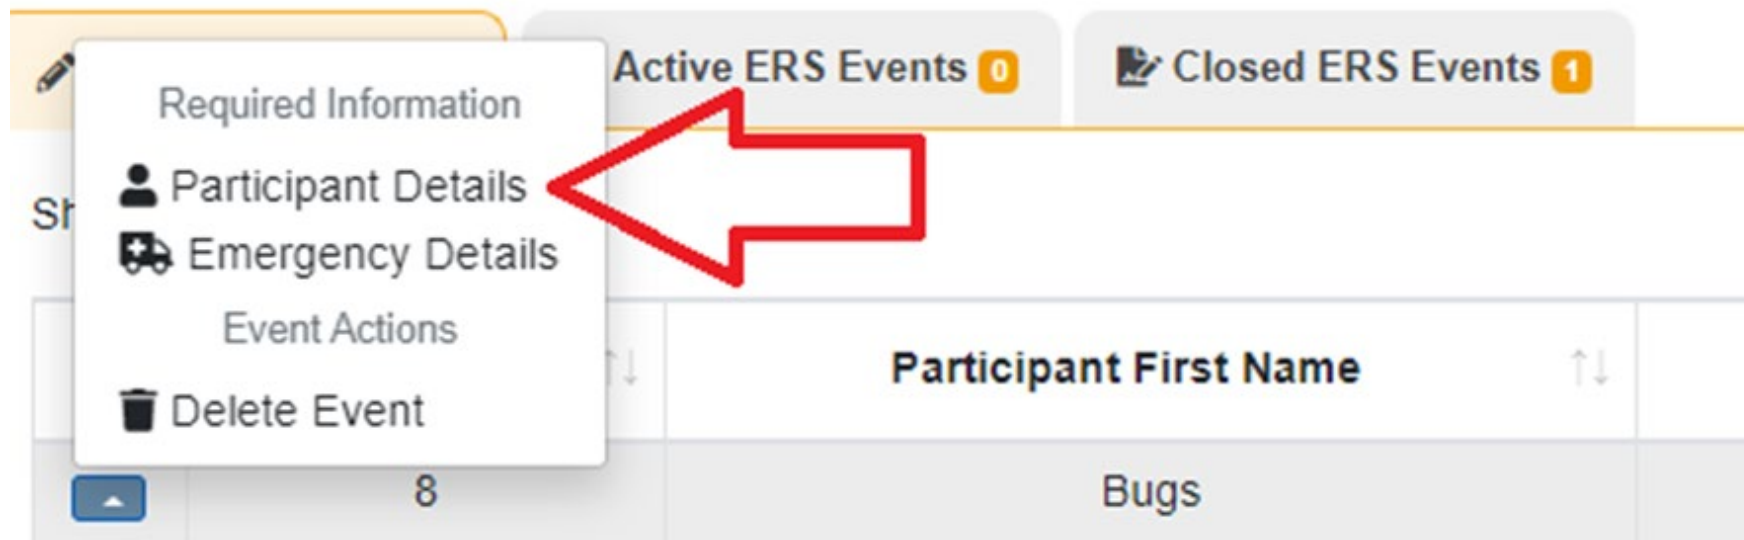 Active ERS Events 0
Closed ERS Events 1
Required Information
Participant Details
Emergency Details
Event Actions
Delete Event
Participant First Name
8
Bugs